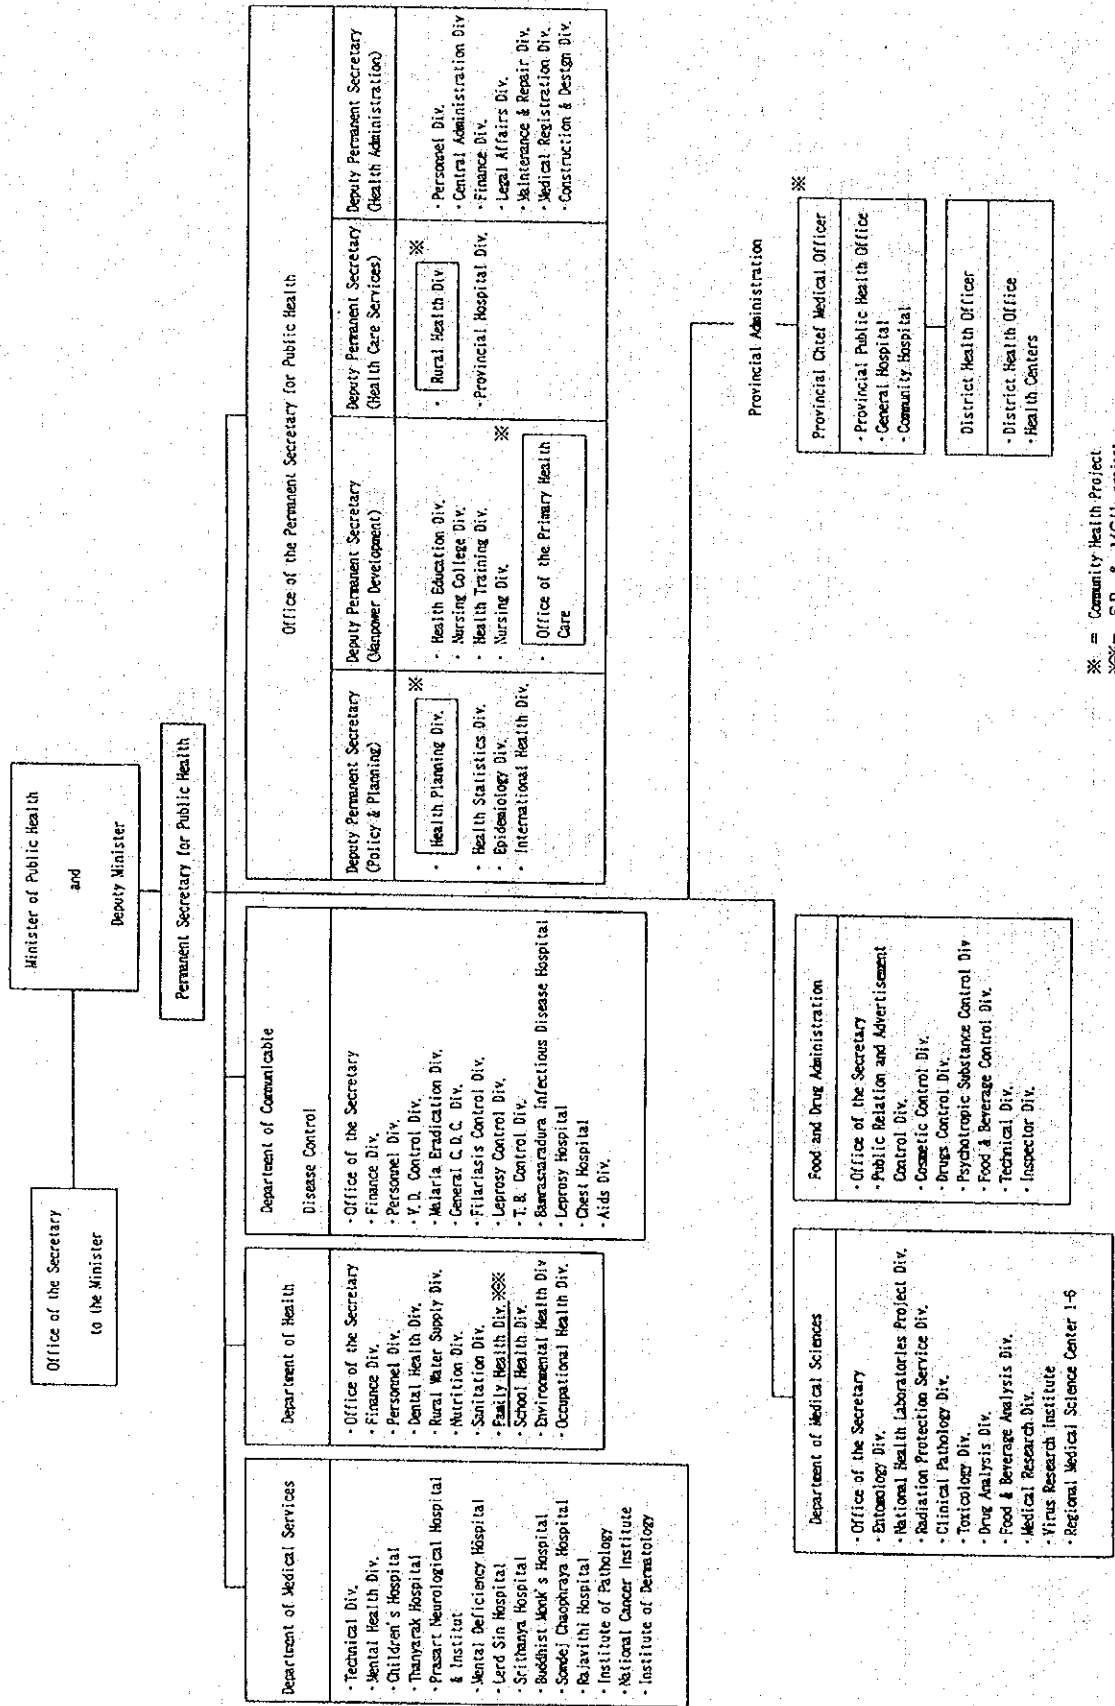 Minister of Public Health
and
Deputy Minister
Office of the Secretary
to the Minister
Permanent Secretary for Public Health
Department of Medical Services
· Technical Div.
· Mental Health Div.
· Children's Hospital
· Thanyarak Hospital
· Prasart Neurological Hospital
& Institut
· Mental Deficiency Hospital
· Lerd Sin Hospital
· Srithanya Hospital
· Buddhist Monk's Hospital
· Somdej Chaophraya Hospital
· Rajavithi Hospital
· Institute of Pathology
· National Cancer Institute
· Institute of Dermatology
Department of Health
· Office of the Secretary
· Finance Div.
· Personnel Div.
· Dental Health Div.
· Rural Water Supply Div.
· Nutrition Div.
· Sanitation Div.
· Family Health Div. ※※
· School Health Div.
· Environmental Health Div
· Occupational Health Div.
Department of Communicable
Disease Control
· Office of the Secretary
· Finance Div.
· Personnel Div.
· V.D. Control Div.
· Malaria Eradication Div.
· General C.D.C. Div.
· Filariasis Control Div.
· Leprosy Control Div.
· T.B. Control Div.
· Bamrasnaradura Infectious Disease Hospital
· Leprosy Hospital
· Chest Hospital
· Aids Div.
Office of the Permanent Secretary for Public Health
Deputy Permanent Secretary
(Policy & Planning)
※
· Health Planning Div.
· Health Statistics Div.
· Epidemiology Div.
· International Health Div.
Deputy Permanent Secretary
(Manpower Development)
· Health Education Div.
· Nursing College Div.
· Health Training Div.
· Nursing Div.
※
· Office of the Primary Health
Care
Deputy Permanent Secretary
(Health Care Services)
※
· Rural Health Div.
· Provincial Hospital Div.
Deputy Permanent Secretary
(Health Administration)
· Personnel Div.
· Central Administration Div
· Finance Div.
· Legal Affairs Div.
· Maintenance & Repair Div.
· Medical Registration Div.
· Construction & Design Div.
Department of Medical Sciences
· Office of the Secretary
· Entomology Div.
· National Health Laboratories Project Div.
· Radiation Protection Service Div.
· Clinical Pathology Div.
· Toxicology Div.
· Drug Analysis Div.
· Food & Beverage Analysis Div.
· Medical Research Div.
· Virus Research Institute
· Regional Medical Science Center 1-6
Food and Drug Administration
· Office of the Secretary
· Public Relation and Advertisement
Control Div.
· Cosmetic Control Div.
· Drugs Control Div.
· Psychotropic Substance Control Div
· Food & Beverage Control Div.
· Technical Div.
· Inspector Div.
Provincial Administration
※
Provincial Chief Medical Officer
· Provincial Public Health Office
· General Hospital
· Community Hospital
District Health Officer
· District Health Office
· Health Centers
※ = Community Health Project
※※=